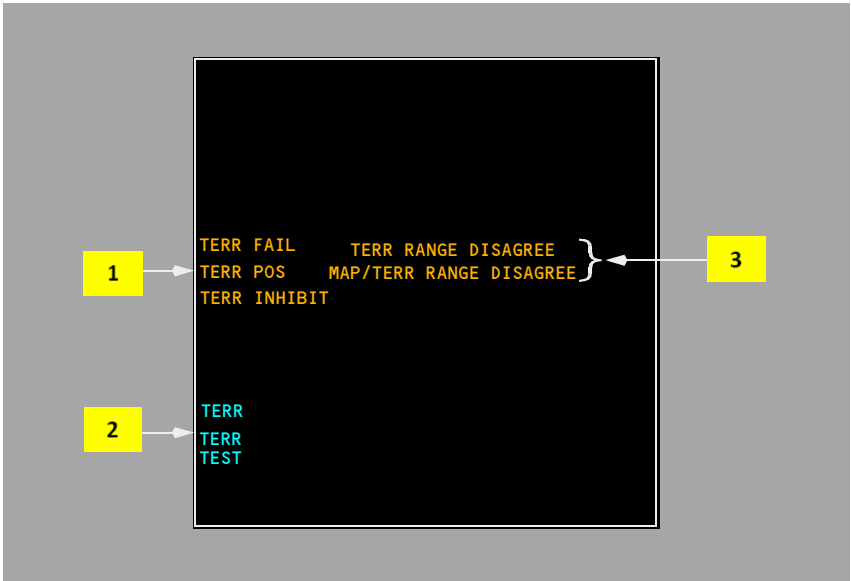 TERR FAIL
TERR RANGE DISAGREE
1
TERR POS
MAP/TERR RANGE DISAGREE
3
TERR INHIBIT
TERR
2
TERR
TEST